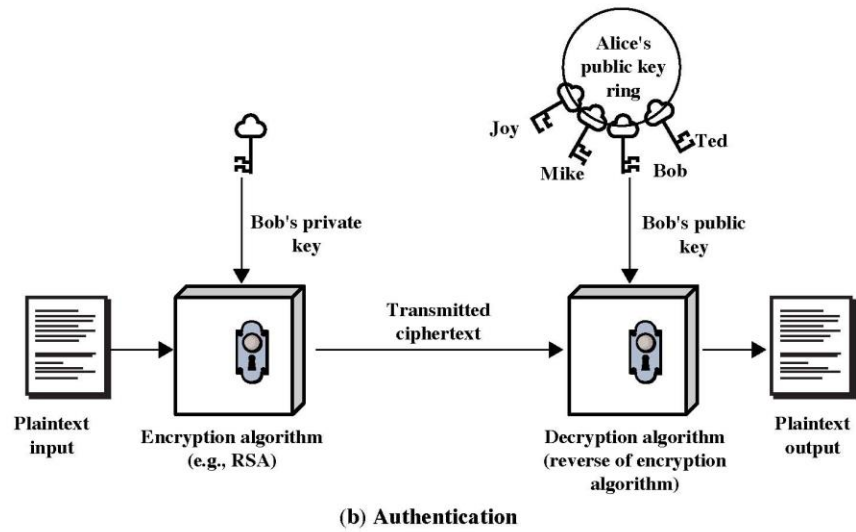 Alice's
public key
ring
Joy
Mike
Bob
Ted
Bob's private
key
Bob's public
key
Transmitted
ciphertext
Plaintext
input
Encryption algorithm
(e.g., RSA)
Decryption algorithm
(reverse of encryption
algorithm)
Plaintext
output
(b) Authentication